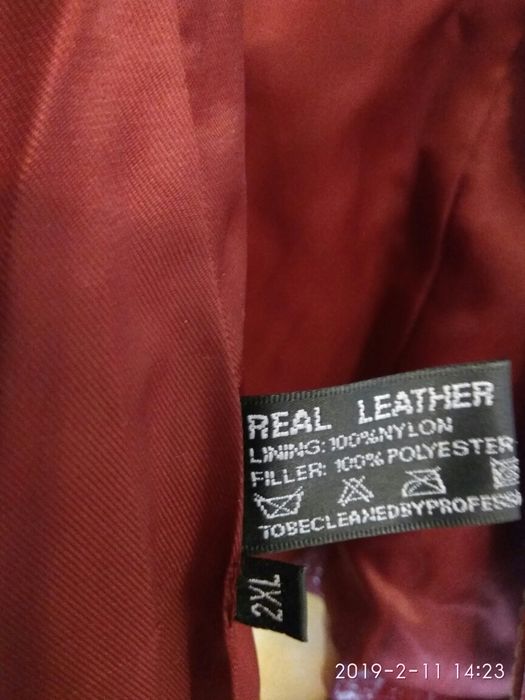 REAL LEATHER
LINING: 100%NYLON
FILLER: 100% POLYESTER
TOBECLEANEDBYPROFESS
2XL
2019-2-11 14:23